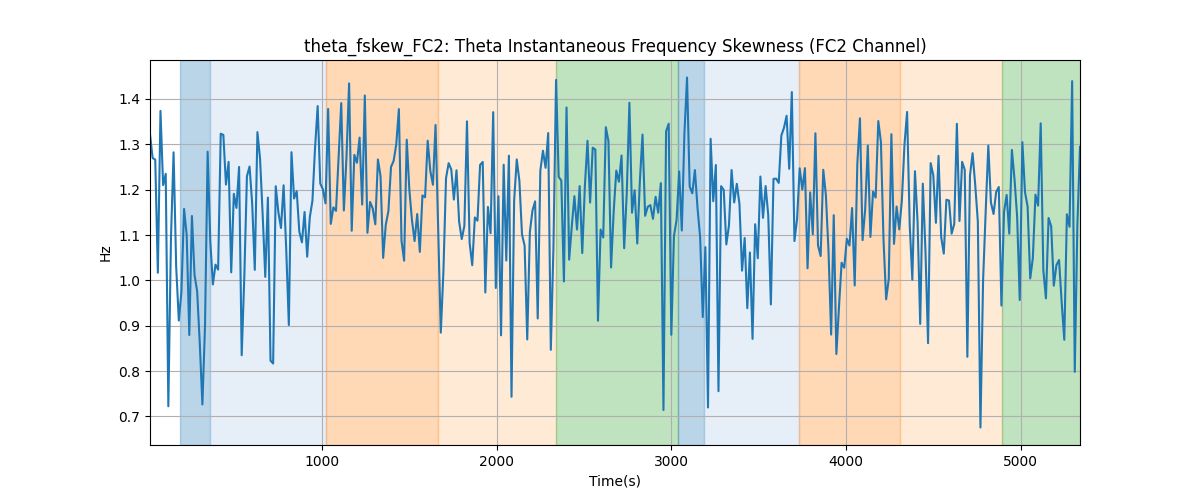 theta_fskew_FC2: Theta Instantaneous Frequency Skewness (FC2 Channel)
Hz
1.4
1.3
1.2
1.1
1.0
0.9
0.8
0.7
1000 2000 3000 4000 5000
Time(s)